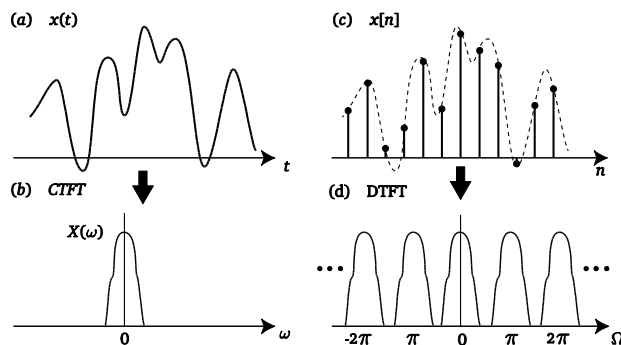 (a) x(t)
t
(b) CTFT
X(ω)
0
ω
(c) x[n]
n
(d) DTFT
•••
•••
-2π π 0 π 2π
Ω